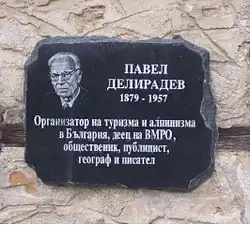 ПАВЕЛ
ДЕЛИРАДЕВ
1879 - 1957
Организатор на туризма и алпинизма
в България, деец на ВМРО,
общественик, публицист,
географ и писател